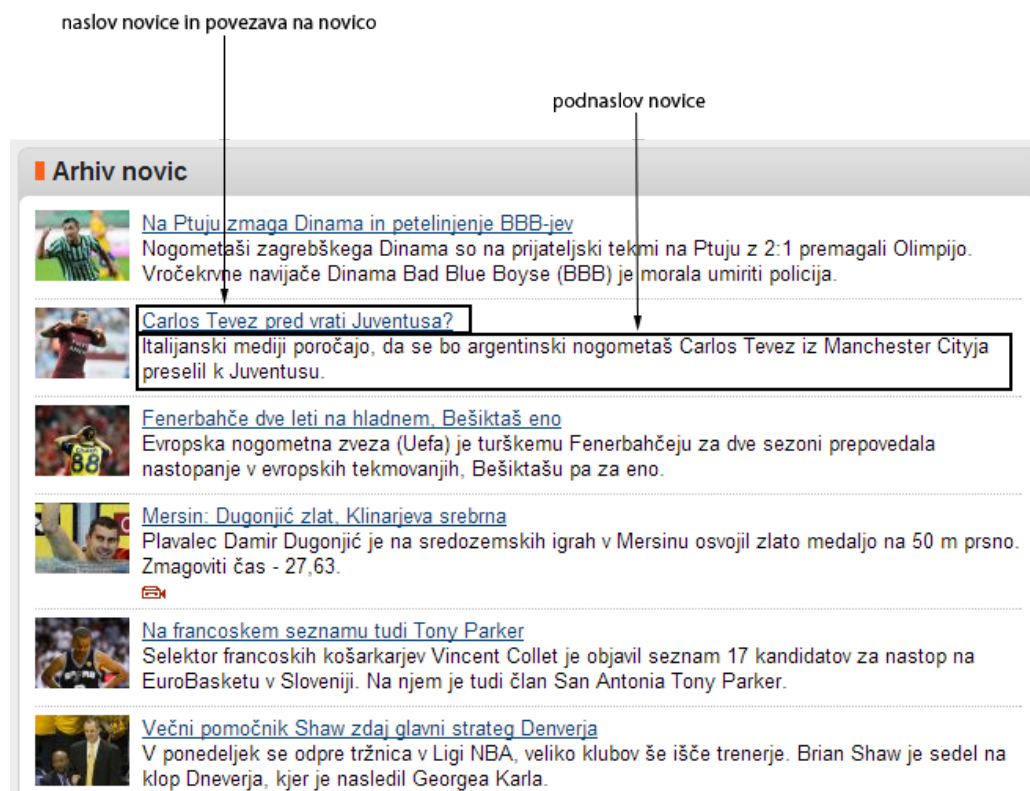 naslov novice in povezava na novico
podnaslov novice
Arhiv novic
Na Ptuju zmaga Dinama in petelinjenje BBB-jev
Nogometaši zagrebškega Dinama so na prijateljski tekmi na Ptuju z 2:1 premagali Olimpijo.
Vročekrvne navijače Dinama Bad Blue Boyse (BBB) je morala umiriti policija.
Carlos Tevez pred vrati Juventusa?
Italijanski mediji poročajo, da se bo argentinski nogometaš Carlos Tevez iz Manchester Cityja
preselil k Juventusu.
Fenerbahče dve leti na hladnem, Bešiktaš eno
Evropska nogometna zveza (Uefa) je turškemu Fenerbahčeju za dve sezoni prepovedala
nastopanje v evropskih tekmovanjih, Bešiktašu pa za eno.
88
Mersin: Dugonjić zlat, Klinarjeva srebrna
Plavalec Damir Dugonjić je na sredozemskih igrah v Mersinu osvojil zlato medaljo na 50 m prsno.
Zmagoviti čas - 27,63.
Na francoskem seznamu tudi Tony Parker
Selektor francoskih košarkarjev Vincent Collet je objavil seznam 17 kandidatov za nastop na
EuroBasketu v Sloveniji. Na njem je tudi član San Antonia Tony Parker.
Večni pomočnik Shaw zdaj glavni strateg Denverja
V ponedeljek se odpre tržnica v Ligi NBA, veliko klubov še išče trenerje. Brian Shaw je sedel na
klop Dneverja, kjer je nasledil Georgea Karla.